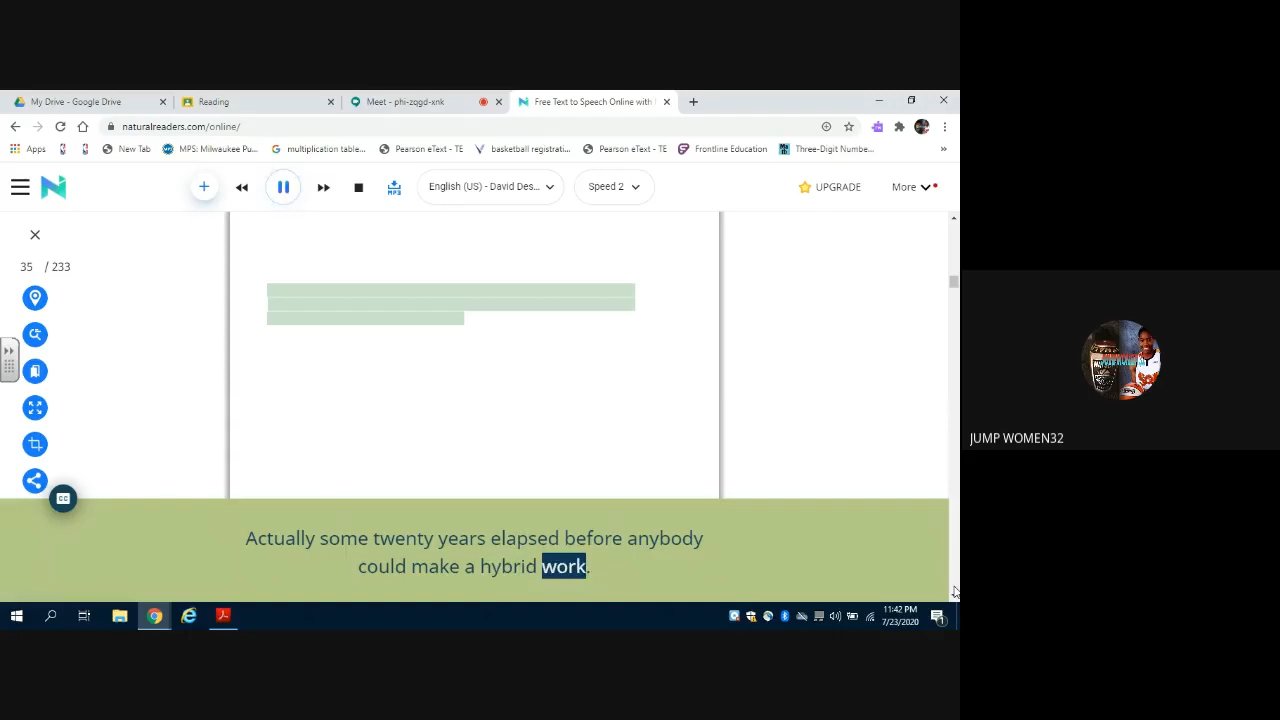 My Drive - Google Drive
Reading
Meet - phi-zqgd-xnk
Free Text to Speech Online with
naturalreaders.com/online/
Apps
New Tab
MPS: Milwaukee Pu...
multiplication table...
Pearson eText - TE
basketball registrati...
Pearson eText - TE
Frontline Education
Three-Digit Numbe...
»
MP3
English (US) - David Des...
Speed 2
UPGRADE
More
35 / 233
JUMP WOMEN32
CC
Actually some twenty years elapsed before anybody
could make a hybrid work.
11:42 PM
7/23/2020
1